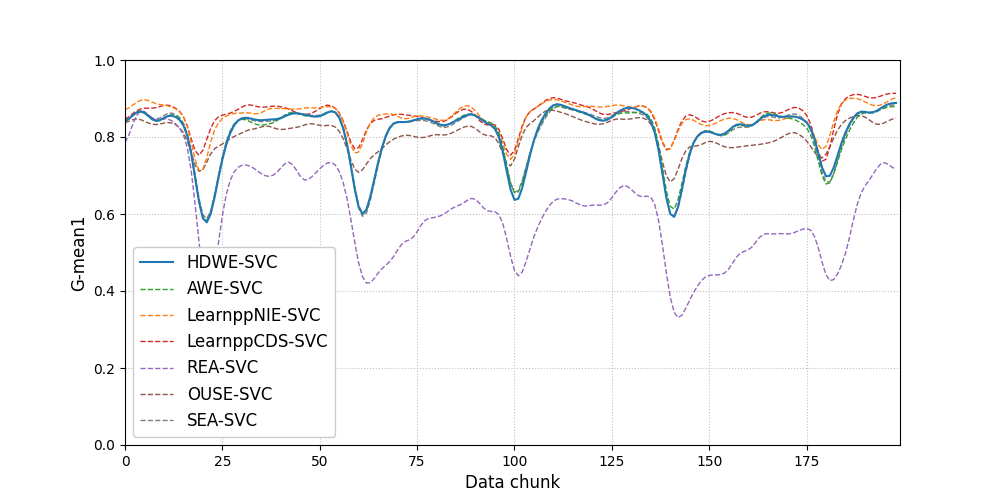 1.0
0.8
0.6
0.4
0.2
0.0
G-mean1
HDWE-SVC
AWE-SVC
LearnppNIE-SVC
LearnppCDS-SVC
REA-SVC
OUSE-SVC
SEA-SVC
0 25 50 75 100 125 150 175
Data chunk